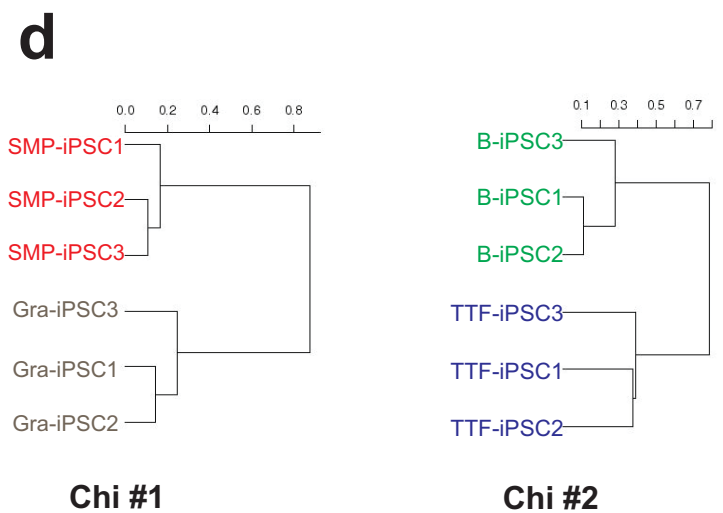 d
0.0 0.2 0.4 0.6 0.8
SMP-iPSC1
SMP-iPSC2
SMP-iPSC3
Gra-iPSC3
Gra-iPSC1
Gra-iPSC2
Chi #1
0.1 0.3 0.5 0.7
B-iPSC3
B-iPSC1
B-iPSC2
TTF-iPSC3
TTF-iPSC1
TTF-iPSC2
Chi #2